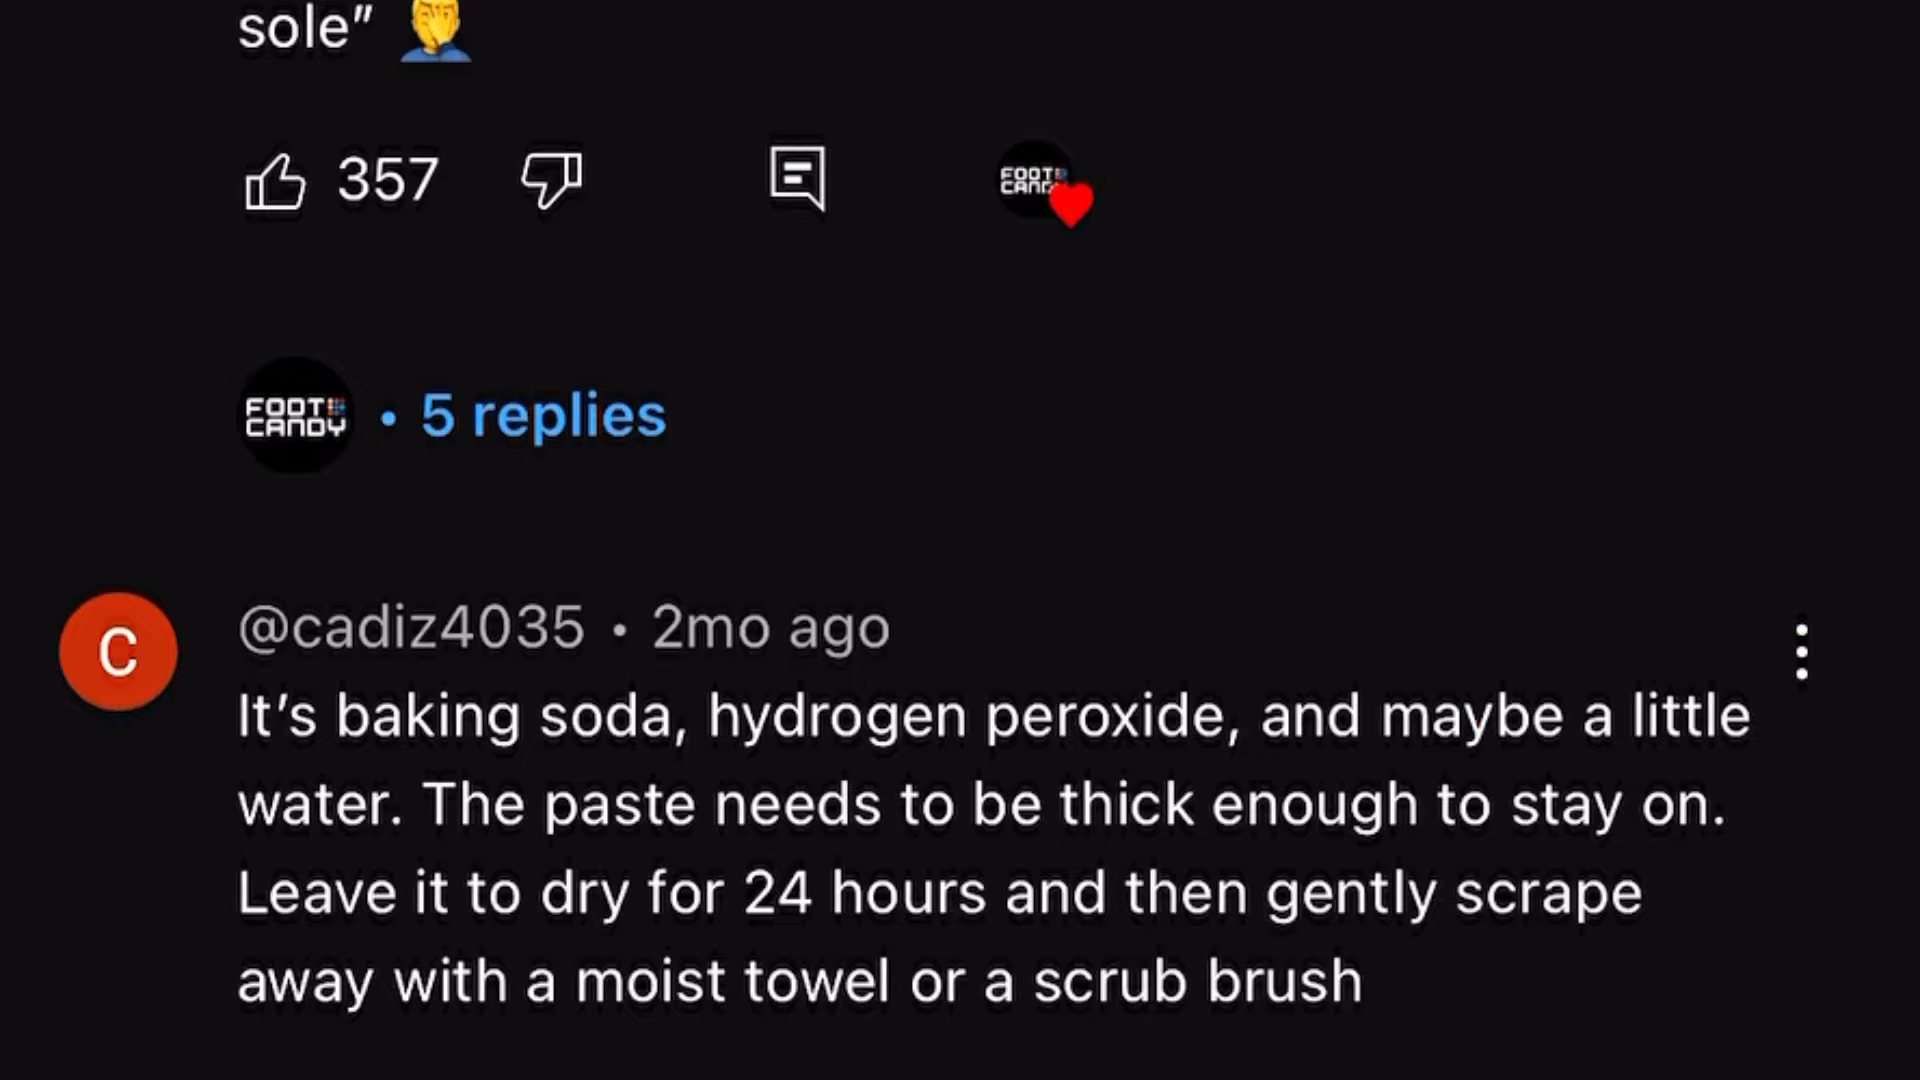 sole”
357
FOOT
CANDY
FOOT
CANDY
• 5 replies
C
@cadiz4035 • 2mo ago
It’s baking soda, hydrogen peroxide, and maybe a little
water. The paste needs to be thick enough to stay on.
Leave it to dry for 24 hours and then gently scrape
away with a moist towel or a scrub brush